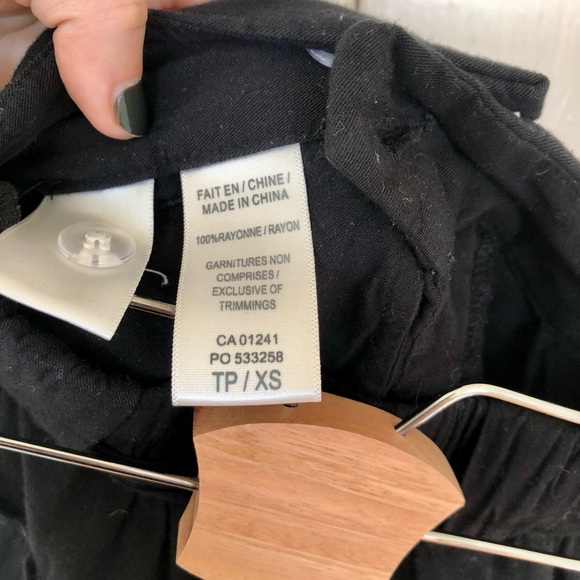 FAIT EN / CHINE /
MADE IN CHINA
100%RAYONNE / RAYON
GARNITURES NON
COMPRISES /
EXCLUSIVE OF
TRIMMINGS
CA 01241
PO 533258
TP / XS